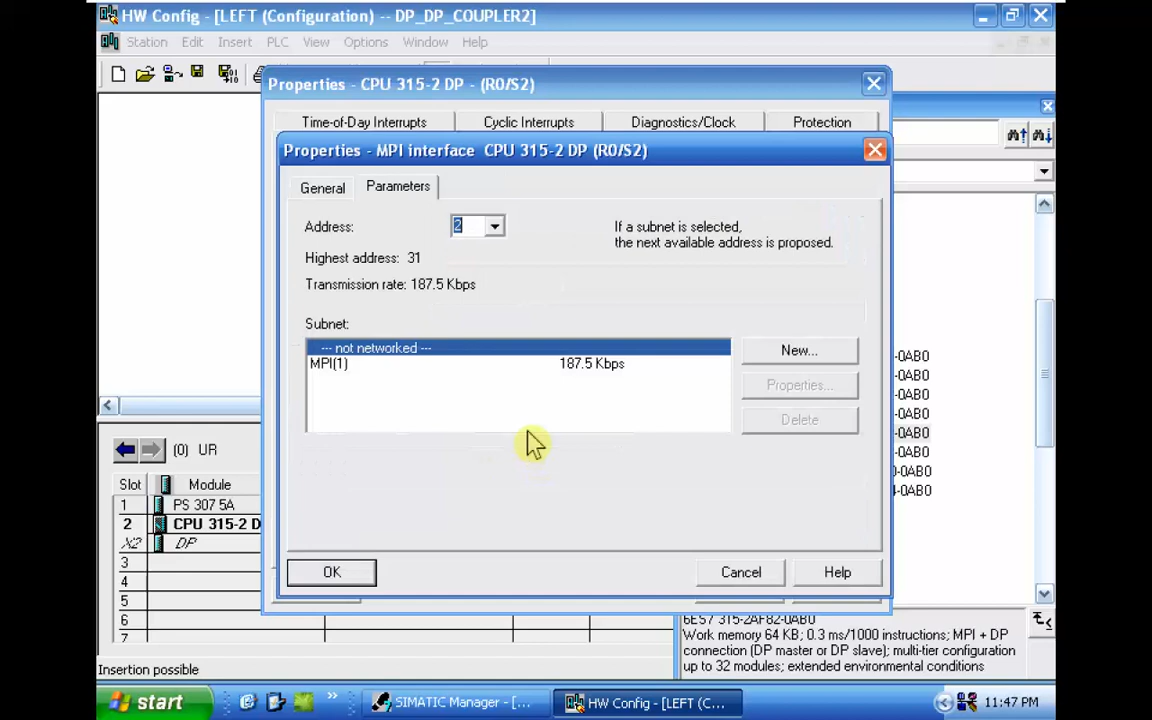 HW Config - [LEFT (Configuration) -- DP_DP_COUPLER2]
Station Edit Insert PLC View Options Window Help
Properties - CPU 315-2 DP - (R0/S2)
Time-of-Day Interrupts Cyclic Interrupts Diagnostics/Clock Protection
Properties - MPI interface CPU 315-2 DP (R0/S2)
General Parameters
Address: 2
If a subnet is selected,
the next available address is proposed.
Highest address: 31
Transmission rate: 187.5 Kbps
Subnet:
--- not networked ---
MPI(1) 187.5 Kbps
New...
Properties...
Delete
OK Cancel Help
-0AB0
-0AB0
-0AB0
-0AB0
-0AB0
-0AB0
-0AB0
-0AB0
(0) UR
Slot Module
1 PS 307 5A
2 CPU 315-2 D
X2 DP
3
4
5
6
7
6ES7 315-2AF82-0AB0
Work memory 64 KB; 0.3 ms/1000 instructions; MPI + DP
connection (DP master or DP slave); multi-tier configuration
up to 32 modules; extended environmental conditions
Insertion possible
start
SIMATIC Manager - [...
HW Config - [LEFT (C...
11:47 PM